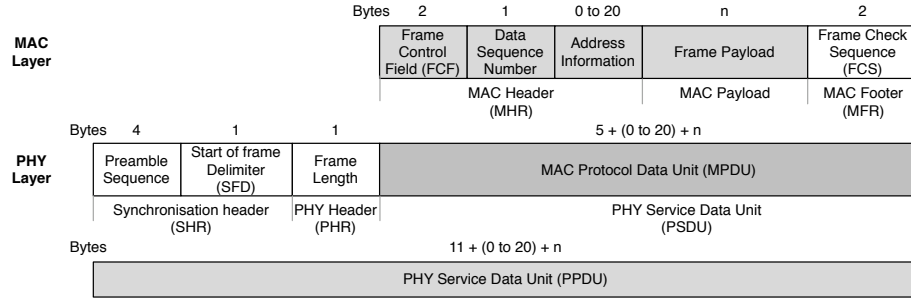 Bytes 2 1 0 to 20 n 2
MAC
Layer
Frame
Control
Field (FCF)
Data
Sequence
Number
Address
Information
Frame Payload
Frame Check
Sequence
(FCS)
MAC Header
(MHR)
MAC Payload
MAC Footer
(MFR)
Bytes 4 1 1 5 + (0 to 20) + n
PHY
Layer
Preamble
Sequence
Start of frame
Delimiter
(SFD)
Frame
Length
MAC Protocol Data Unit (MPDU)
Synchronisation header
(SHR)
PHY Header
(PHR)
PHY Service Data Unit
(PSDU)
Bytes 11 + (0 to 20) + n
PHY Service Data Unit (PPDU)